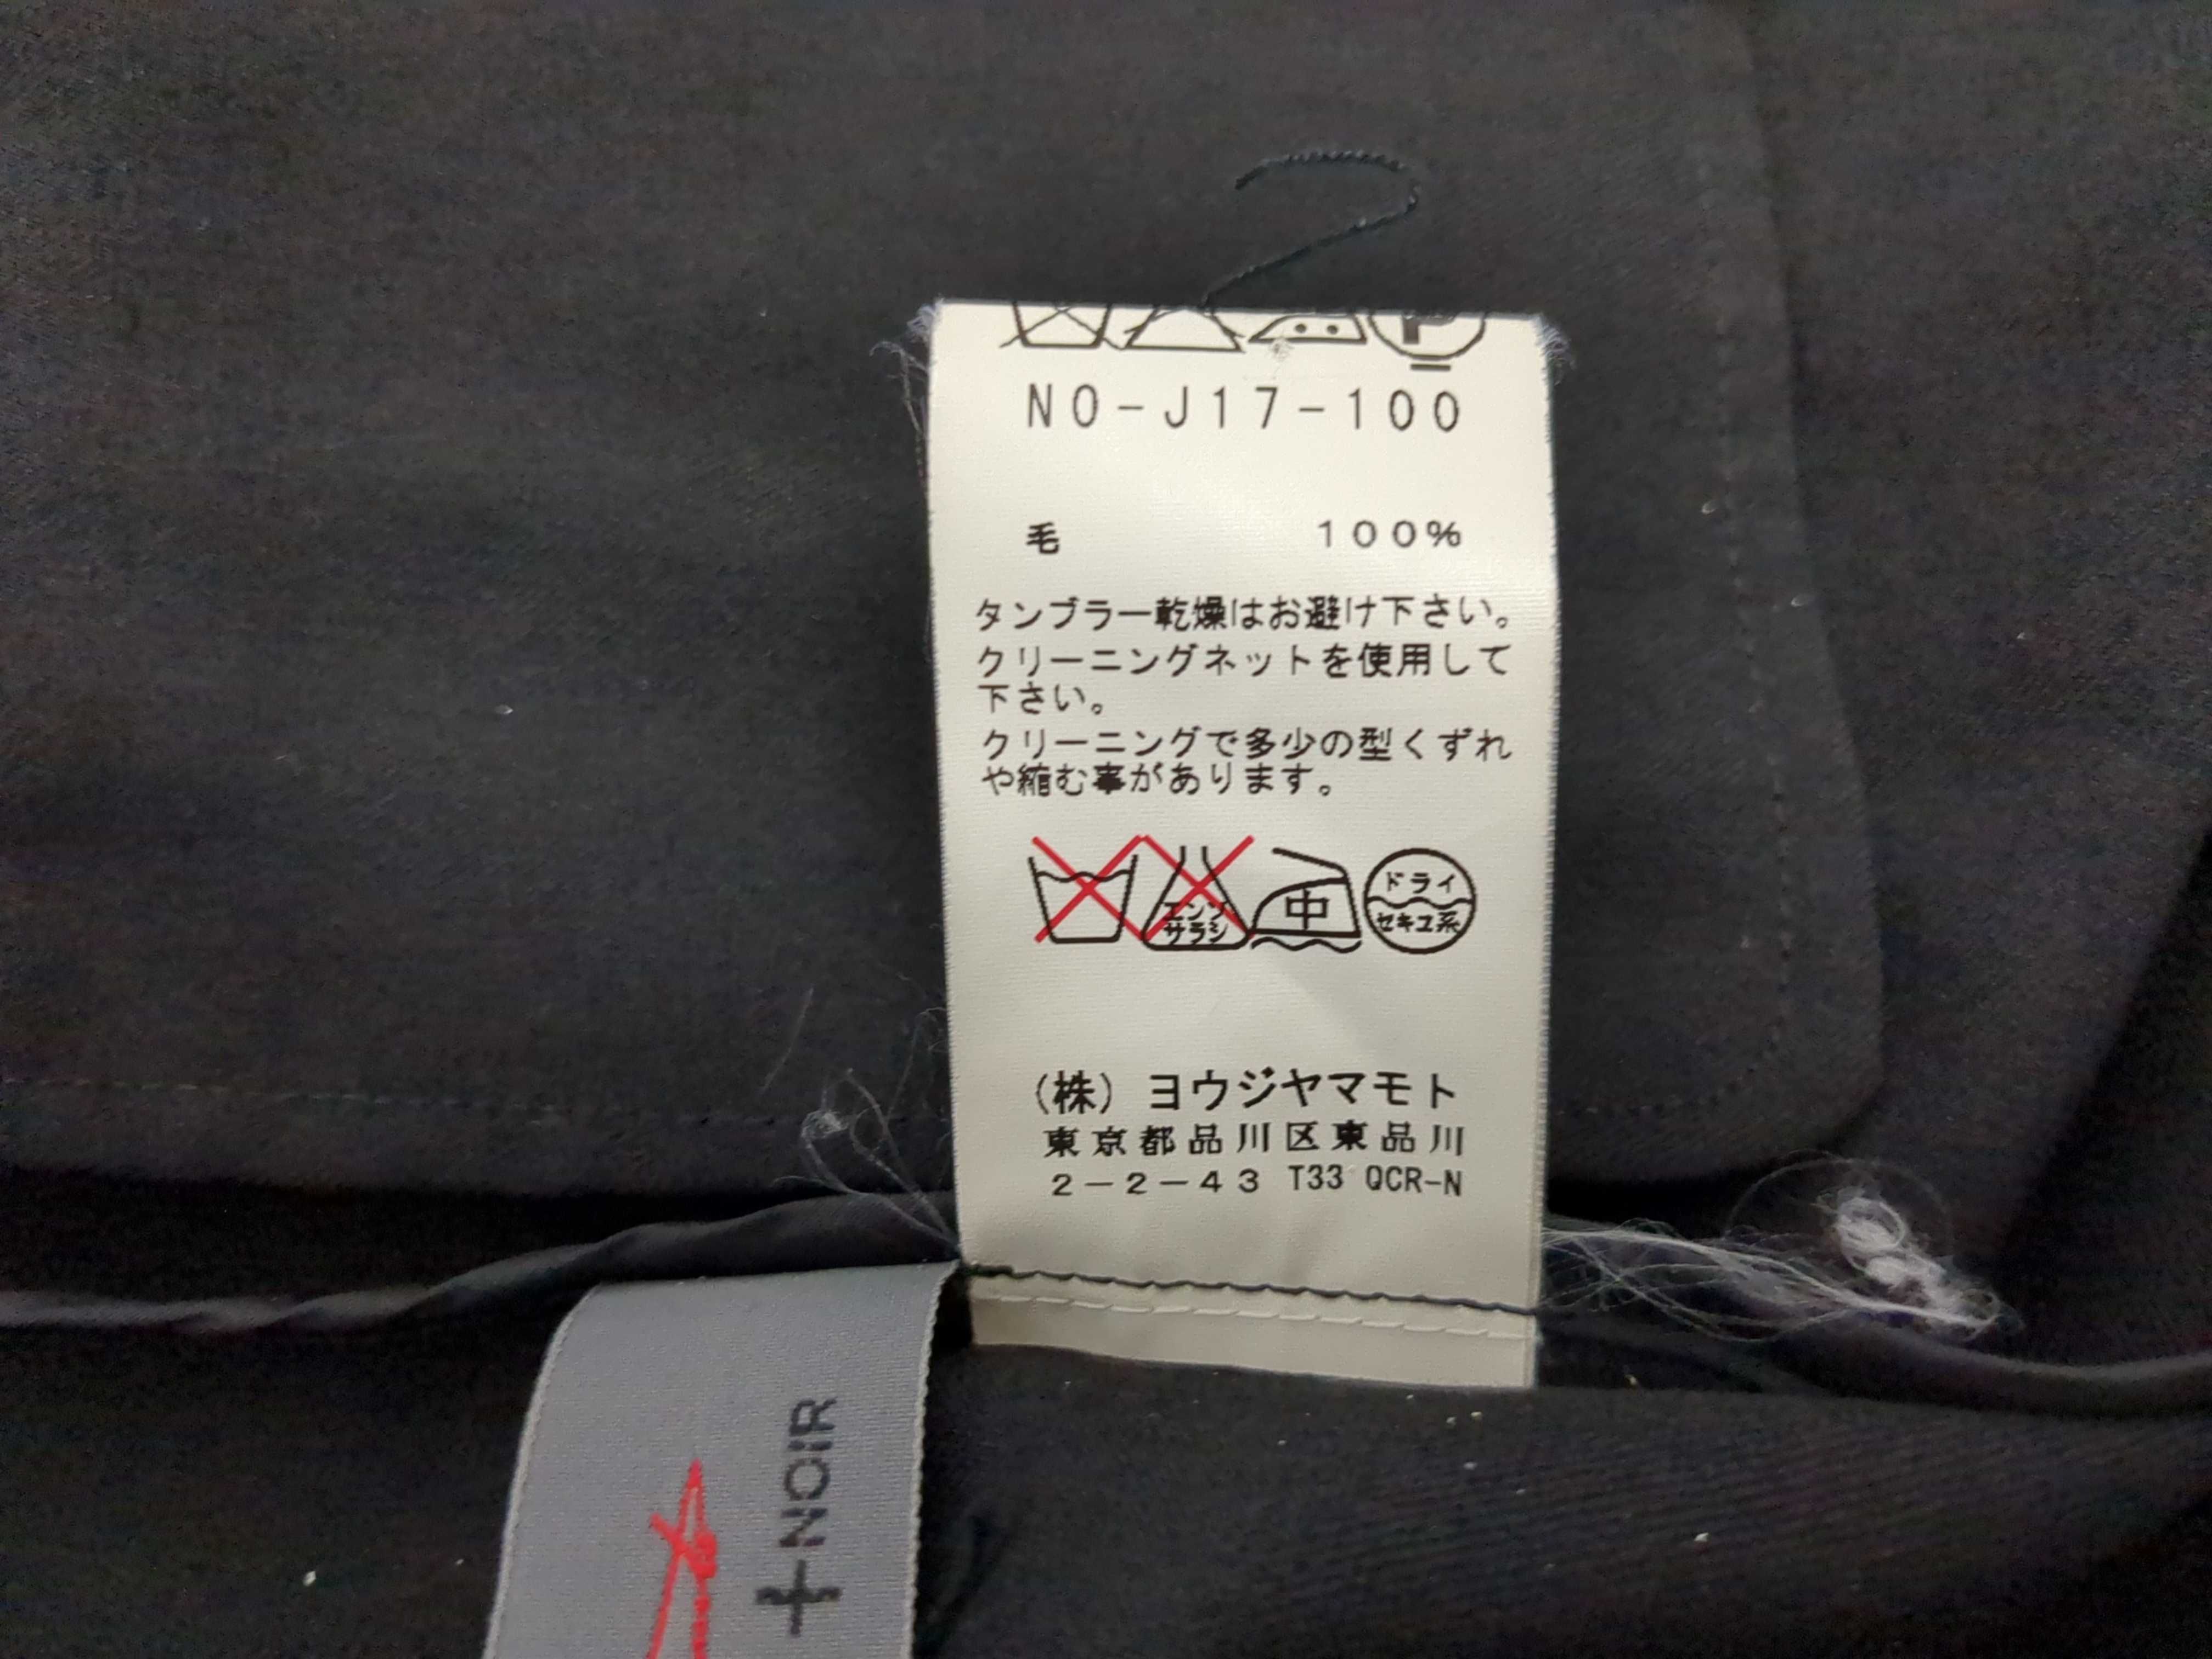 P
NO-J17-100
毛 100%
タンブラー乾燥はお避け下さい。
クリーニングネットを使用して
下さい。
クリーニングで多少の型くずれ
や縮む事があります。
エンソ
サラシ
中
ドライ
セキユ系
(株) ヨウジヤマモト
東京都品川区東品川
2-2-43 T33 QCR-N
+NOIR